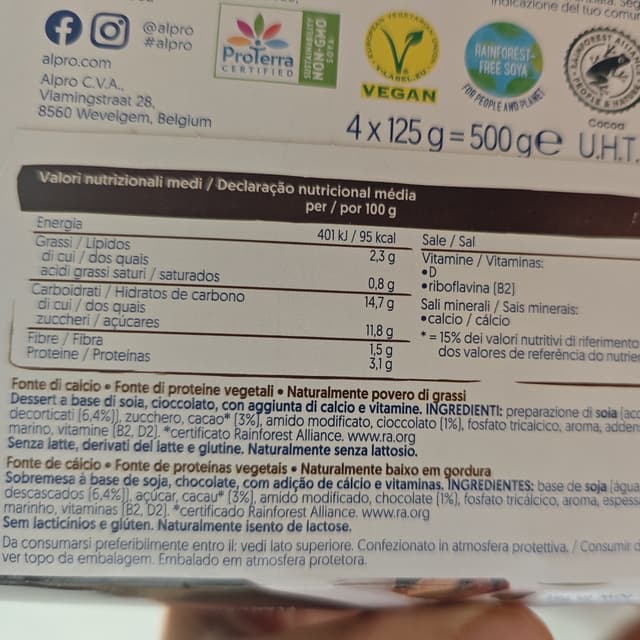 indicazione del tuo
@alpro
#alpro
alpro.com
Alpro C.V.A.,
Vlamingstraat 28,
8560 Wevelgem, Belgium
ProTerra
CERTIFIED
SUSTAINABILITY
NON-GMO
EUROPEAN VEGETARIAN
V-LABEL.EU
VEGAN
RAINFOREST-
FREE SOYA
FOR PEOPLE AND PLANET
RAINFOREST
PEOPLE &
Cocoa
4 x 125 g = 500 g e U.H.T.
Valori nutrizionali medi / Declaração nutricional média
per / por 100 g
Energia 401 kJ / 95 kcal
Grassi / Lípidos 2,3 g
di cui / dos quais
acidi grassi saturi / saturados 0,8 g
Carboidrati / Hidratos de carbono 14,7 g
di cui / dos quais
zuccheri / açúcares 11,8 g
Fibre / Fibra 1,5 g
Proteine / Proteínas 3,1 g
Sale / Sal
Vitamine / Vitaminas:
•D
•riboflavina (B2)
Sali minerali / Sais minerais:
•calcio / cálcio
* = 15% dei valori nutritivi di riferimento
dos valores de referência do
Fonte di calcio • Fonte di proteine vegetali • Naturalmente povero di grassi
Dessert a base di soia, cioccolato, con aggiunta di calcio e vitamine. INGREDIENTI: preparazione di soia
decorticati (6,4%)), zucchero, cacao* (3%), amido modificato, cioccolato (1%), fosfato tricalcico, aroma,
marino, vitamine (B2, D2). *certificato Rainforest Alliance. www.ra.org
Senza latte, derivati del latte e glutine. Naturalmente senza lattosio.
Fonte de cálcio • Fonte de proteínas vegetais • Naturalmente baixo em gordura
Sobremesa à base de soja, chocolate, com adição de cálcio e vitaminas. INGREDIENTES: base de soja (água
descascados (6,4%)), açúcar, cacau* (3%), amido modificado, chocolate (1%), fosfato tricálcico, aroma,
marinho, vitaminas (B2, D2). *certificado Rainforest Alliance. www.ra.org
Sem lacticínios e glúten. Naturalmente isento de lactose.
Da consumarsi preferibilmente entro il: vedi lato superiore. Confezionato in atmosfera protettiva. / Consumir
ver topo da embalagem. Embalado em atmosfera protetora.